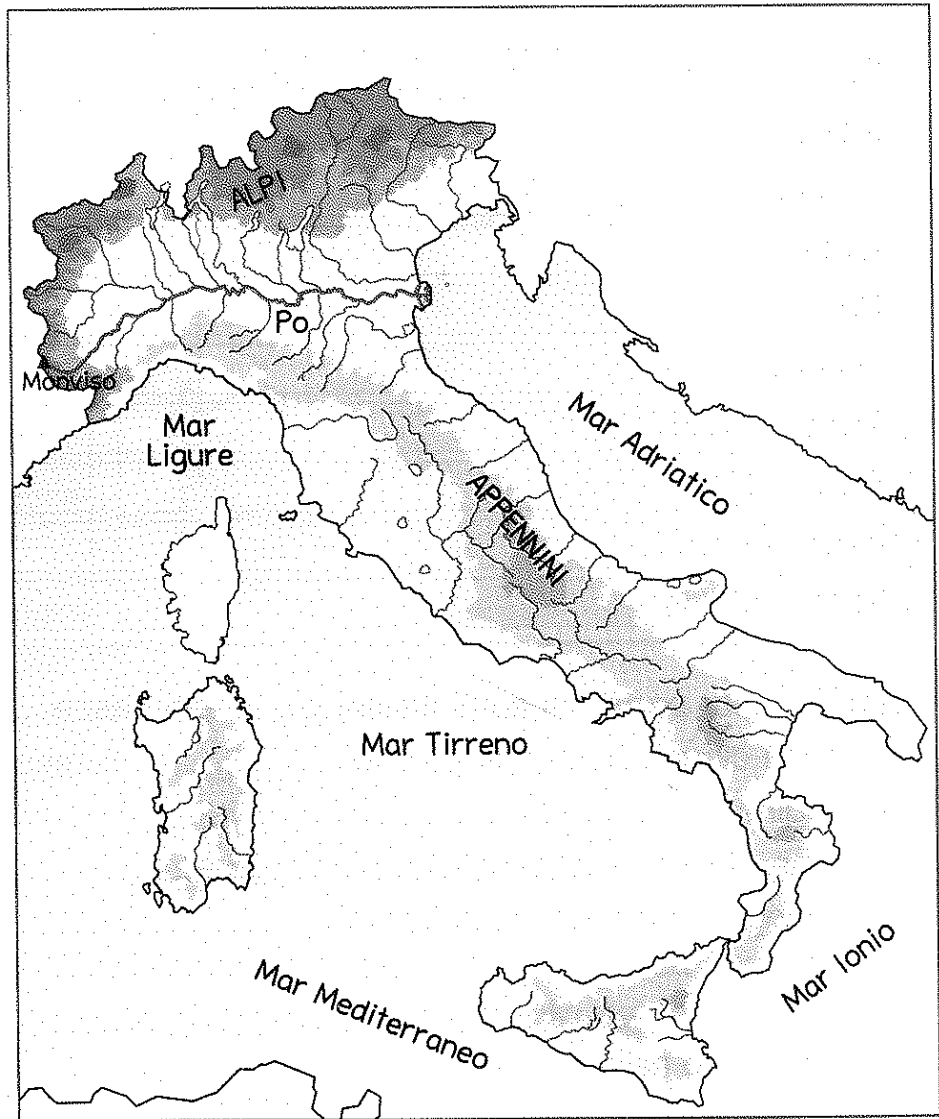 ALPI
Po
Monviso
Mar
Ligure
Mar Adriatico
APPENNINI
Mar Tirreno
Mar Ionio
Mar Mediterraneo